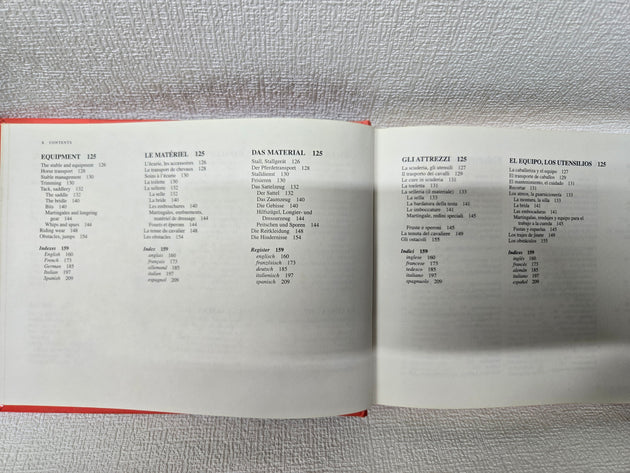 8 CONTENTS
EQUIPMENT 125
The stable and equipment 126
Horse transport 128
Stable management 130
Trimming 130
Tack, saddlery 132
The saddle 132
The bridle 140
Bits 140
Martingales and longeing
gear 144
Whips and spurs 144
Riding wear 148
Obstacles, jumps 154
Indexes 159
English 160
French 173
German 185
Italian 197
Spanish 209
LE MATÉRIEL 125
L'écurie, les accessoires 126
Le transport de chevaux 128
Soins à l'écurie 130
La toilette 130
La sellerie 132
La selle 132
La bride 140
Les embouchures 140
Martingales, enrênements,
matériel de dressage 144
Fouets et éperons 144
La tenue du cavalier 148
Les obstacles 154
Index 159
anglais 160
français 173
allemand 185
italien 197
espagnol 209
DAS MATERIAL 125
Stall, Stallgerät 126
Der Pferdetransport 128
Stalldienst 130
Frisieren 130
Das Sattelzeug 132
Der Sattel 132
Das Zaumzeug 140
Die Gebisse 140
Hilfszügel, Longier- und
Dressurzeug 144
Peitschen und Sporen 144
Die Reitkleidung 148
Die Hindernisse 154
Register 159
englisch 160
französisch 173
deutsch 185
italienisch 197
spanisch 209
GLI ATTREZZI 125
La scuderia, gli utensili 127
Il trasporto dei cavalli 129
Le cure in scuderia 131
La toeletta 131
La selleria (il materiale) 133
La sella 133
La bardatura della testa 141
Le imboccature 141
Martingale, redini speciali 145
Fruste e speroni 145
La tenuta del cavaliere 149
Gli ostacoli 155
Indici 159
inglese 160
francese 173
tedesco 185
italiano 197
spagnuolo 209
EL EQUIPO, LOS UTENSILIOS 125
La caballeriza y el equipo 127
El transporte de caballos 129
El mantenimiento, el cuidado 131
Recortar 131
Los atreos, la guarnicionería 133
La montura, la silla 133
La brida 141
Las embocaduras 141
Martingalas, rendajes y equipo para el
trabajo a la cuerda 145
Fustas y espuelas 145
Los trajes de jinete 149
Los obstáculos 155
Indices 159
inglés 160
francés 173
alemán 185
italiano 197
español 209